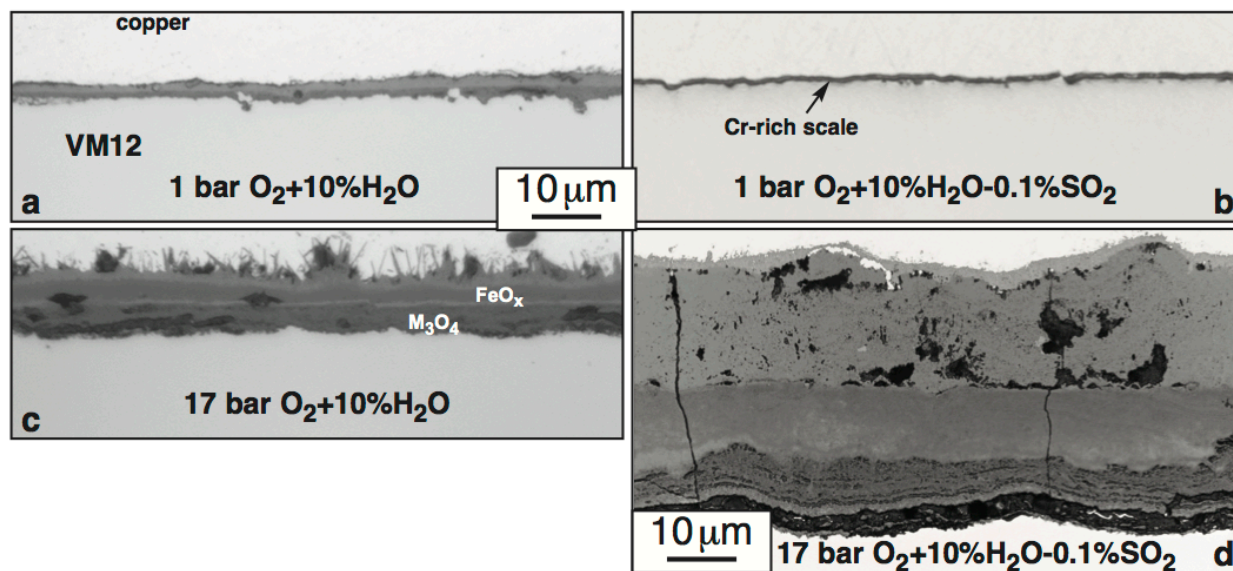 copper
VM12
1 bar O₂+10%H₂O
a
10 μm
Cr-rich scale
1 bar O₂+10%H₂O-0.1%SO₂
b
FeOₓ
M₃O₄
17 bar O₂+10%H₂O
c
10 μm
17 bar O₂+10%H₂O-0.1%SO₂
d